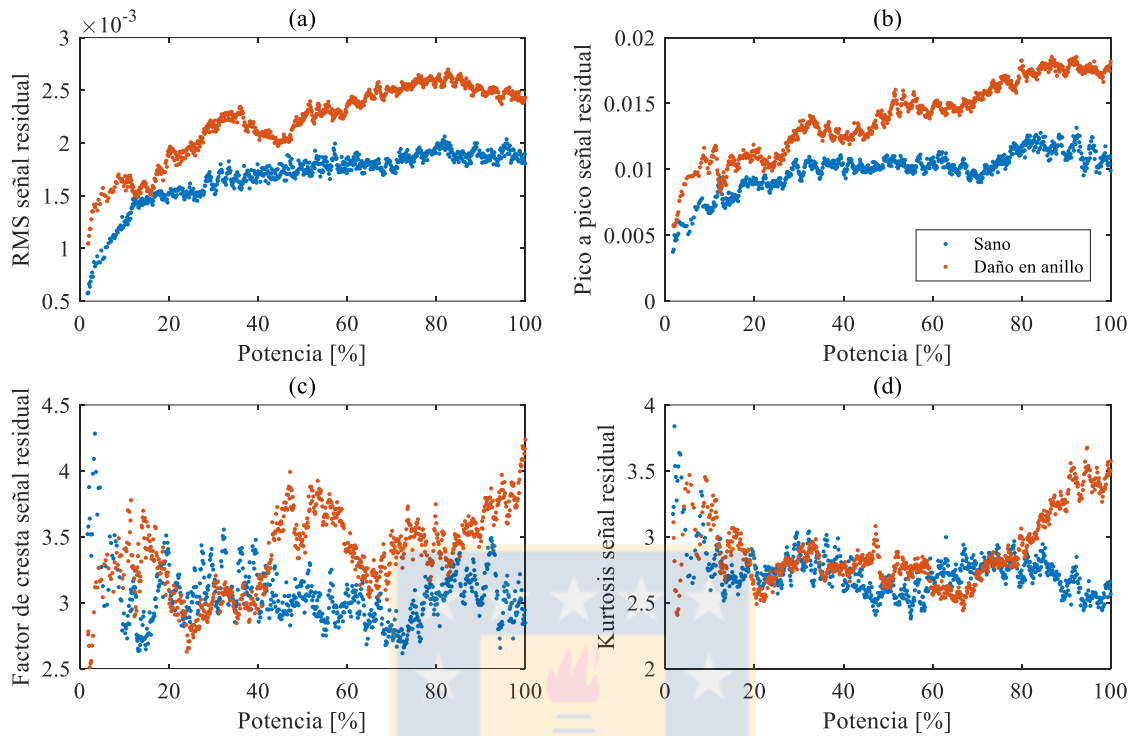 (a)
×10⁻³
RMS señal residual
3
2.5
2
1.5
1
0.5
0 20 40 60 80 100
Potencia [%]
(b)
Pico a pico señal residual
0.02
0.015
0.01
0.005
0
Sano
Daño en anillo
0 20 40 60 80 100
Potencia [%]
(c)
Factor de cresta señal residual
4.5
4
3.5
3
2.5
0 20 40 60 80 100
Potencia [%]
(d)
Kurtosis señal residual
4
3.5
3
2.5
2
0 20 40 60 80 100
Potencia [%]